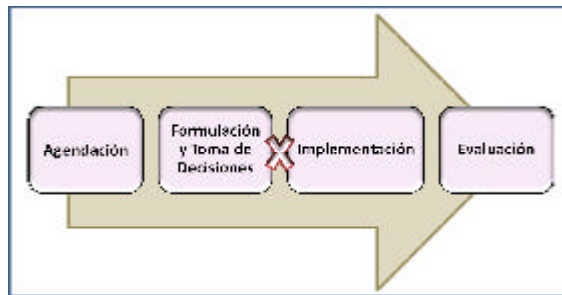 Agendación
Formulación
y Toma de
Decisiones
X
Implementación
Evaluación